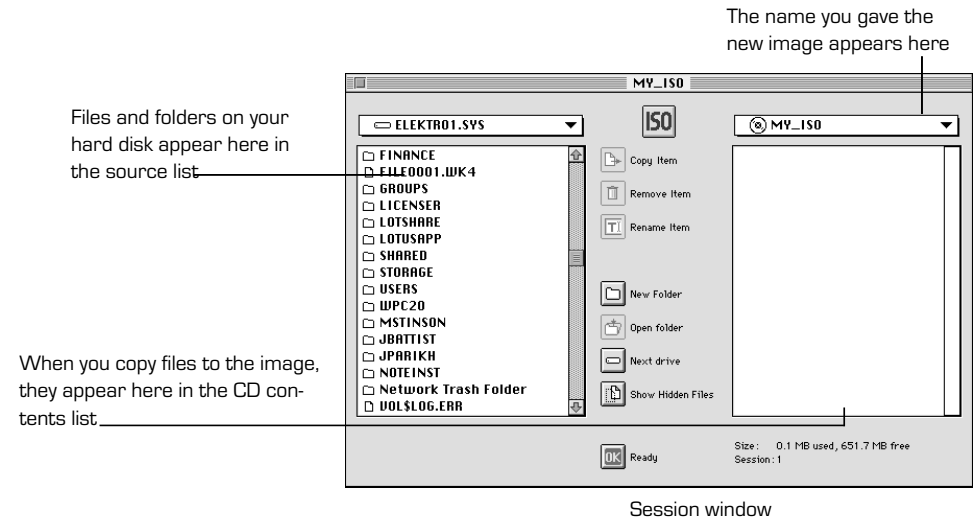 The name you gave the
new image appears here
MY_ISO
Files and folders on your
hard disk appear here in
the source list
ELEKTRO1.SYS
ISO
MY_ISO
FINANCE
FILE0001.WK4
GROUPS
LICENSER
LOTSHARE
LOTUSAPP
SHARED
STORAGE
USERS
WPC20
MSTINSON
JBATTIST
JPARIKH
NOTEINST
Network Trash Folder
VOL$LOG.ERR
Copy Item
Remove Item
Rename Item
New Folder
Open folder
Next drive
Show Hidden Files
When you copy files to the image,
they appear here in the CD con-
tents list
OK Ready
Size: 0.1 MB used, 651.7 MB free
Session: 1
Session window